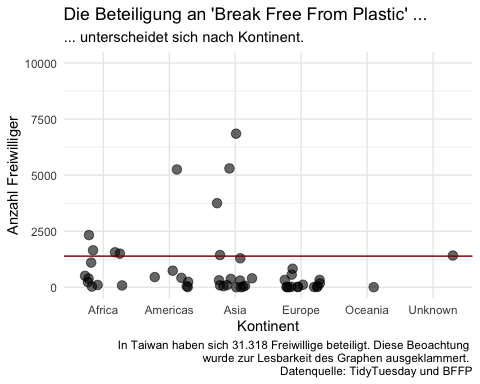 Die Beteiligung an 'Break Free From Plastic' ...
... unterscheidet sich nach Kontinent.
Anzahl Freiwilliger
10000
7500
5000
2500
0
Africa
Americas
Asia
Europe
Oceania
Unknown
Kontinent
In Taiwan haben sich 31.318 Freiwillige beteiligt. Diese Beoachtung
wurde zur Lesbarkeit des Graphen ausgeklammert.
Datenquelle: TidyTuesday und BFFP